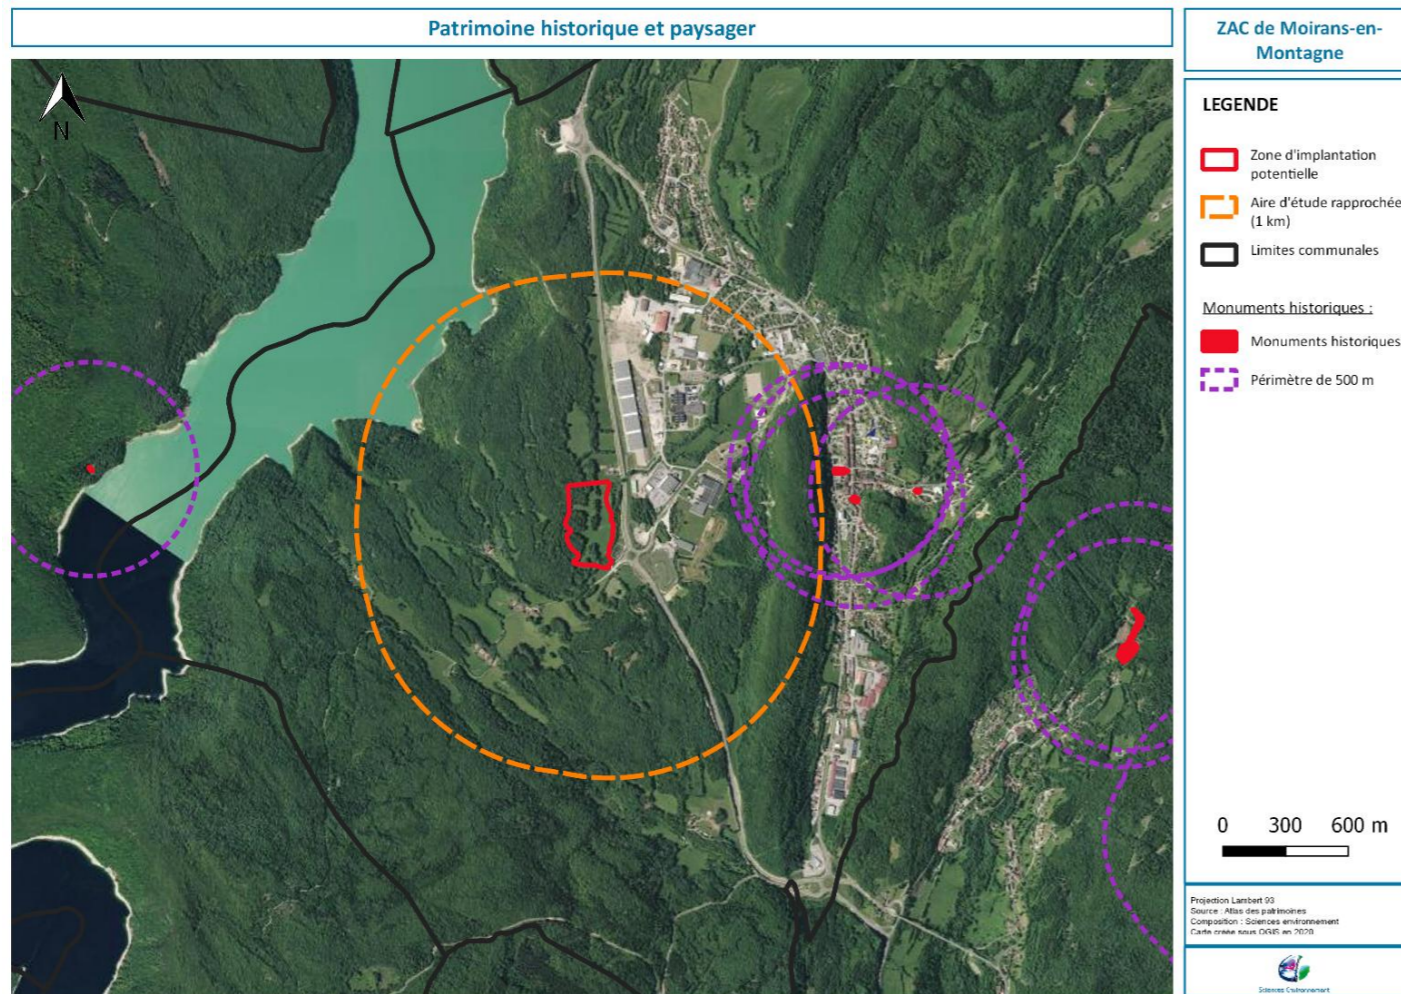 Patrimoine historique et paysager
ZAC de Moirans-en-
Montagne
N
LEGENDE
Zone d'implantation
potentielle
Aire d'étude rapprochée
(1 km)
Limites communales
Monuments historiques :
Monuments historiques
Périmètre de 500 m
0 300 600 m
Projection Lambert 93
Source : Atlas des patrimoines
Composition : Sciences environnement
Carte créée sous QGIS en 2020
Sciences Environnement